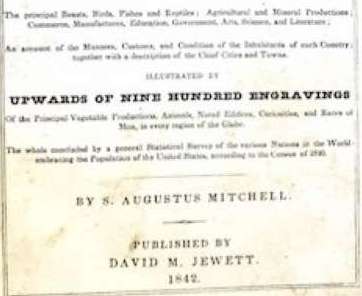 The principal Beasts, Birds, Fishes and Reptiles; Agricultural and Mineral Productions;
Commerce, Manufactures, Education, Government, Arts, Science, and Literature;
An account of the Manners, Customs, and Condition of the Inhabitants of each Country;
together with a description of the Chief Cities and Towns.
ILLUSTRATED BY
UPWARDS OF NINE HUNDRED ENGRAVINGS
Of the Principal Vegetable Productions, Animals, Noted Edifices, Curiosities, and Races of
Men, in every region of the Globe.
The whole concluded by a general Statistical Survey of the various Nations in the World
embracing the Population of the United States, according to the Census of 1840.
BY S. AUGUSTUS MITCHELL.
PUBLISHED BY
DAVID M. JEWETT.
1842.